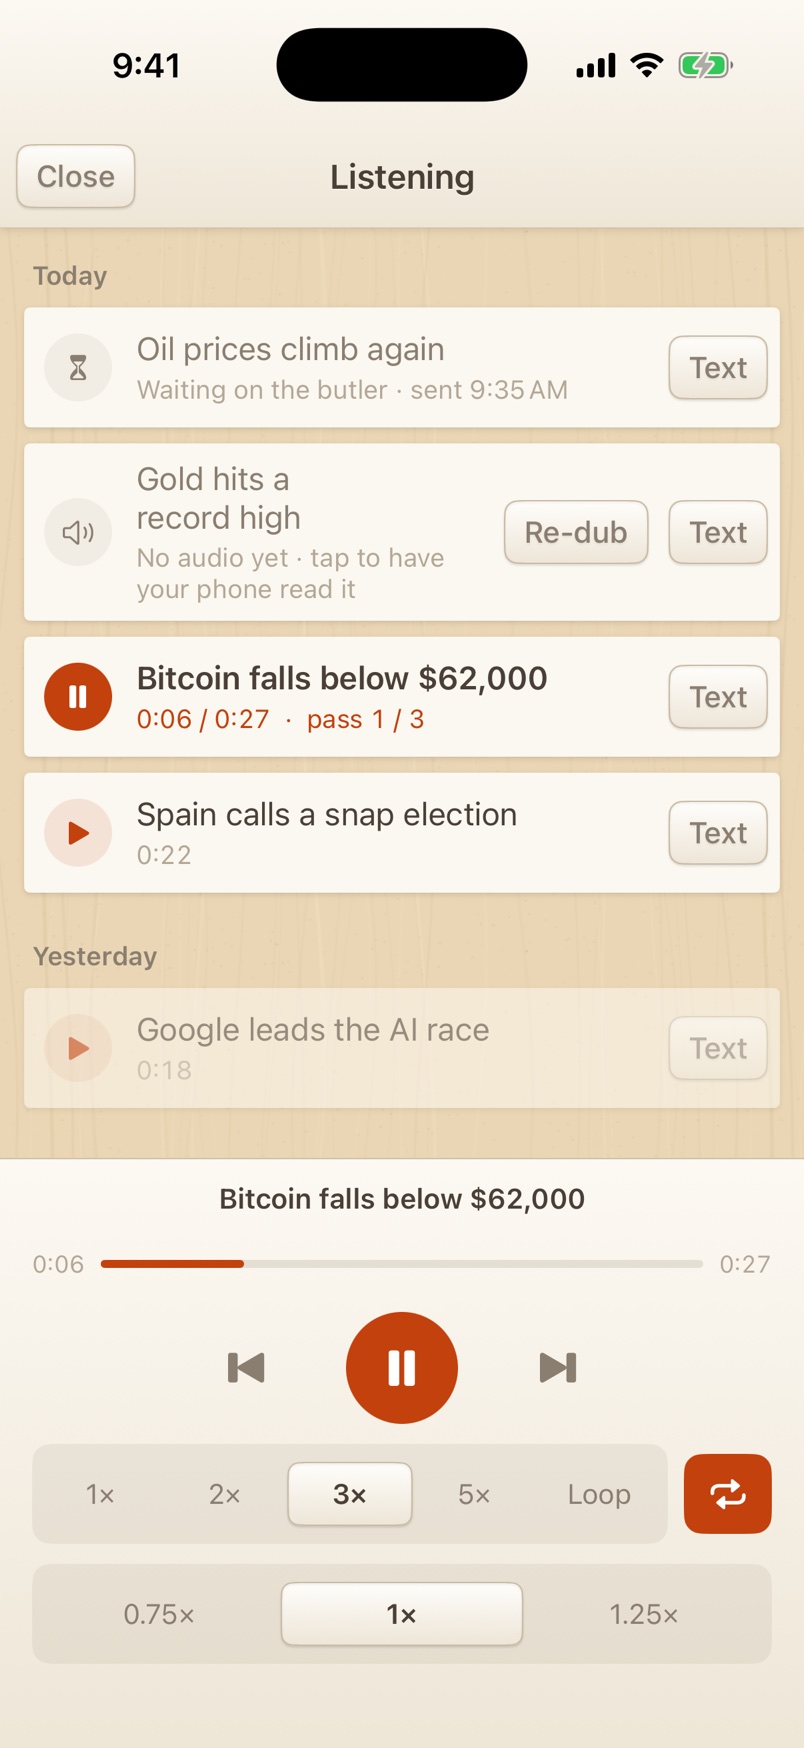 9:41
Close
Listening
Today
Oil prices climb again
Waiting on the butler · sent 9:35 AM
Text
Gold hits a
record high
No audio yet · tap to have
your phone read it
Re-dub
Text
Bitcoin falls below $62,000
0:06 / 0:27 · pass 1 / 3
Text
Spain calls a snap election
0:22
Text
Yesterday
Google leads the AI race
0:18
Text
Bitcoin falls below $62,000
0:06
0:27
1×
2×
3×
5×
Loop
0.75×
1×
1.25×